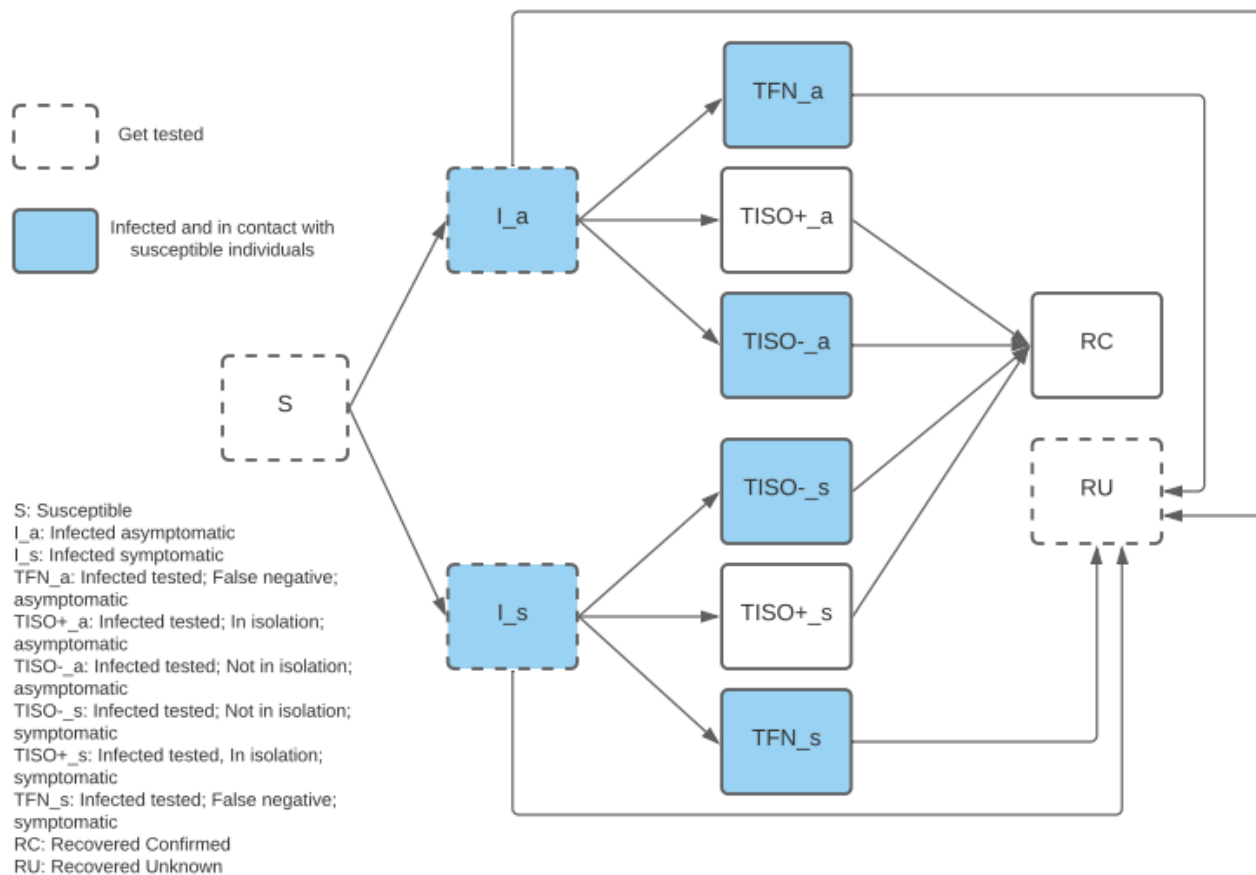 TFN_a
Get tested
TISO+_a
I_a
Infected and in contact with
susceptible individuals
TISO-_a
RC
S
TISO-_s
RU
S: Susceptible
I_a: Infected asymptomatic
I_s: Infected symptomatic
TFN_a: Infected tested; False negative;
asymptomatic
TISO+_a: Infected tested; In isolation;
asymptomatic
TISO-_a: Infected tested; Not in isolation;
asymptomatic
TISO-_s: Infected tested; Not in isolation;
symptomatic
TISO+_s: Infected tested, In isolation;
symptomatic
TFN_s: Infected tested; False negative;
symptomatic
RC: Recovered Confirmed
RU: Recovered Unknown
I_s
TISO+_s
TFN_s